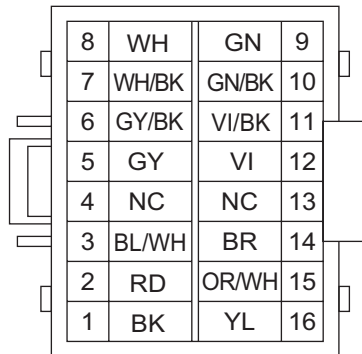 8 WH GN 9
7 WH/BK GN/BK 10
6 GY/BK VI/BK 11
5 GY VI 12
4 NC NC 13
3 BL/WH BR 14
2 RD OR/WH 15
1 BK YL 16